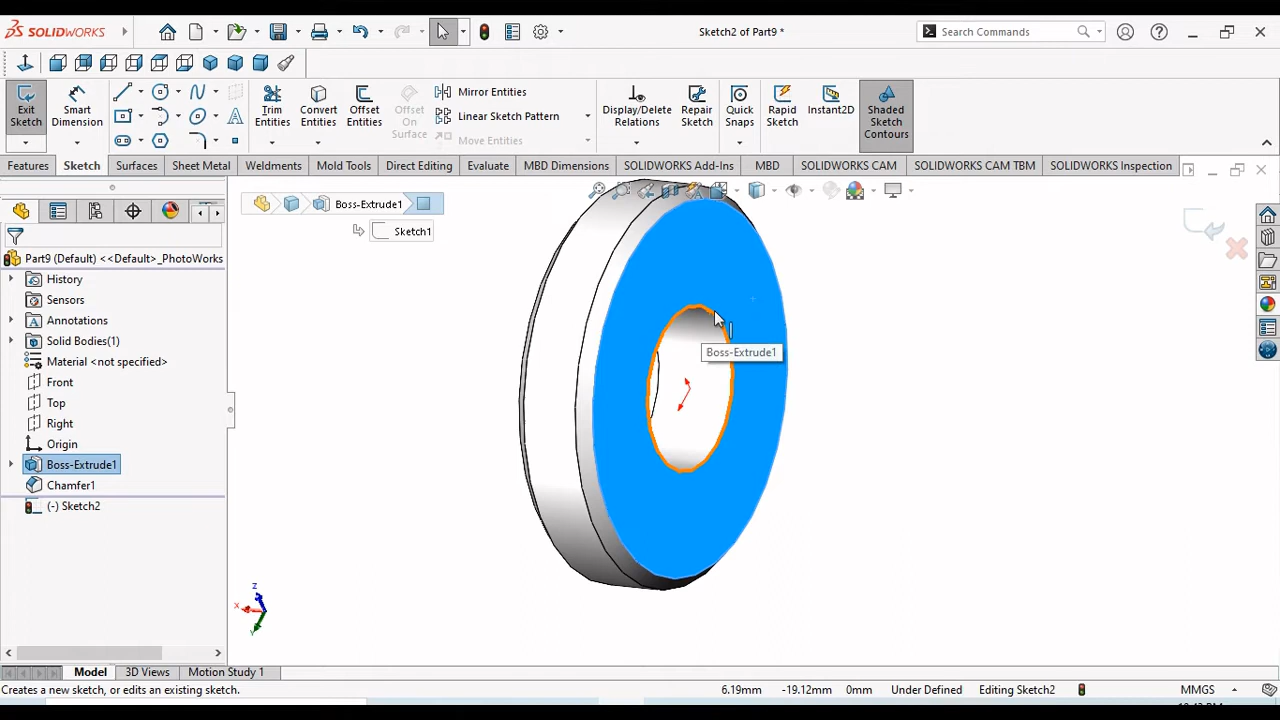 SOLIDWORKS
Sketch2 of Part9 *
Search Commands
Exit Sketch
Smart Dimension
Trim Entities
Convert Entities
Offset Entities
Offset On Surface
Mirror Entities
Linear Sketch Pattern
Move Entities
Display/Delete Relations
Repair Sketch
Quick Snaps
Rapid Sketch
Instant2D
Shaded Sketch Contours
Features
Sketch
Surfaces
Sheet Metal
Weldments
Mold Tools
Direct Editing
Evaluate
MBD Dimensions
SOLIDWORKS Add-Ins
MBD
SOLIDWORKS CAM
SOLIDWORKS CAM TBM
SOLIDWORKS Inspection
Boss-Extrude1
Sketch1
Part9 (Default) <<Default>_PhotoWorks
History
Sensors
Annotations
Solid Bodies(1)
Material <not specified>
Front
Top
Right
Origin
Boss-Extrude1
Chamfer1
(-) Sketch2
Boss-Extrude1
Z
X
Y
Model
3D Views
Motion Study 1
Creates a new sketch, or edits an existing sketch.
6.19mm
-19.12mm
0mm
Under Defined
Editing Sketch2
MMGS